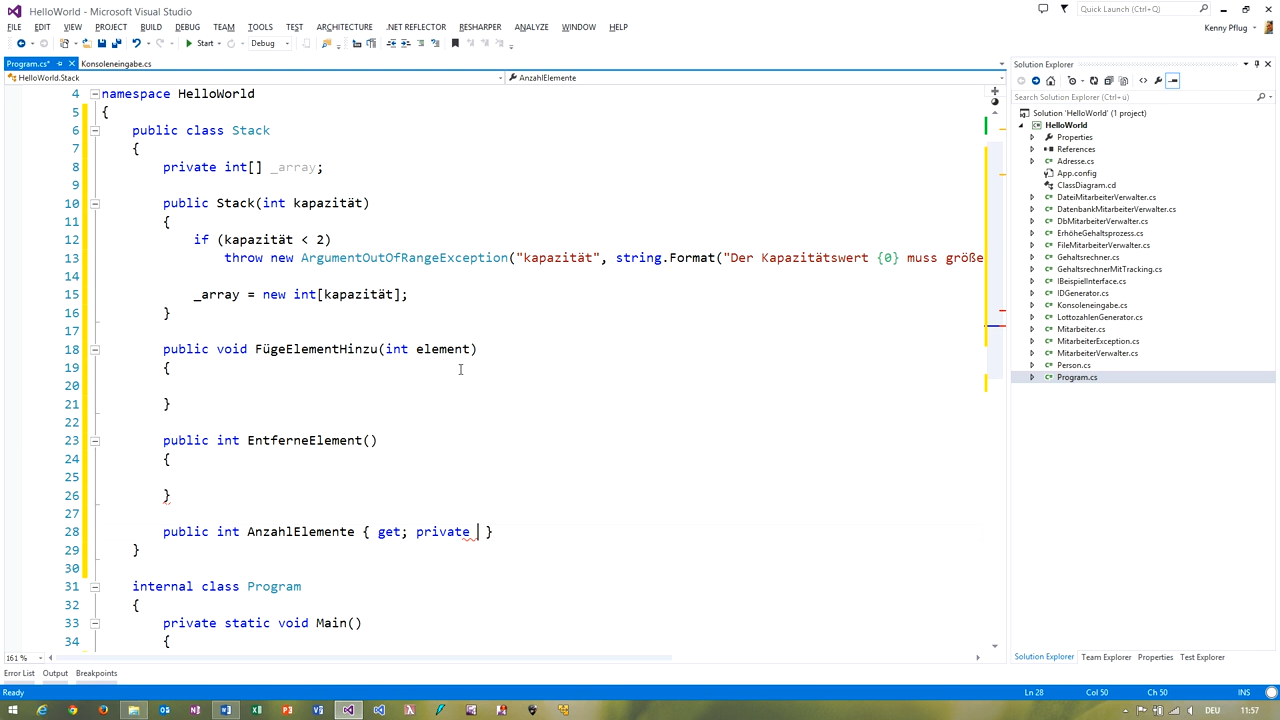 HelloWorld - Microsoft Visual Studio
Quick Launch (Ctrl+Q)
FILE EDIT VIEW PROJECT BUILD DEBUG TEAM TOOLS TEST ARCHITECTURE .NET REFLECTOR RESHARPER ANALYZE WINDOW HELP
Kenny Pflug
Start Debug
Program.cs* Konsoleneingabe.cs
HelloWorld.Stack AnzahlElemente
4 namespace HelloWorld
5 {
6 public class Stack
7 {
8 private int[] _array;
9
10 public Stack(int kapazität)
11 {
12 if (kapazität < 2)
13 throw new ArgumentOutOfRangeException("kapazität", string.Format("Der Kapazitätswert {0} muss größe
14
15 _array = new int[kapazität];
16 }
17
18 public void FügeElementHinzu(int element)
19 {
20
21 }
22
23 public int EntferneElement()
24 {
25
26 }
27
28 public int AnzahlElemente { get; private }
29 }
30
31 internal class Program
32 {
33 private static void Main()
34 {
161 %
Solution Explorer
Search Solution Explorer (Ctrl+ü)
Solution 'HelloWorld' (1 project)
HelloWorld
Properties
References
Adresse.cs
App.config
ClassDiagram.cd
DateiMitarbeiterVerwalter.cs
DatenbankMitarbeiterVerwalter.cs
DbMitarbeiterVerwalter.cs
ErhöheGehaltsprozess.cs
FileMitarbeiterVerwalter.cs
Gehaltsrechner.cs
GehaltsrechnerMitTracking.cs
IBeispielInterface.cs
IDGenerator.cs
Konsoleneingabe.cs
LottozahlenGenerator.cs
Mitarbeiter.cs
MitarbeiterException.cs
MitarbeiterVerwalter.cs
Person.cs
Program.cs
Solution Explorer Team Explorer Properties Test Explorer
Error List Output Breakpoints
Ready Ln 28 Col 50 Ch 50 INS
DEU 11:57